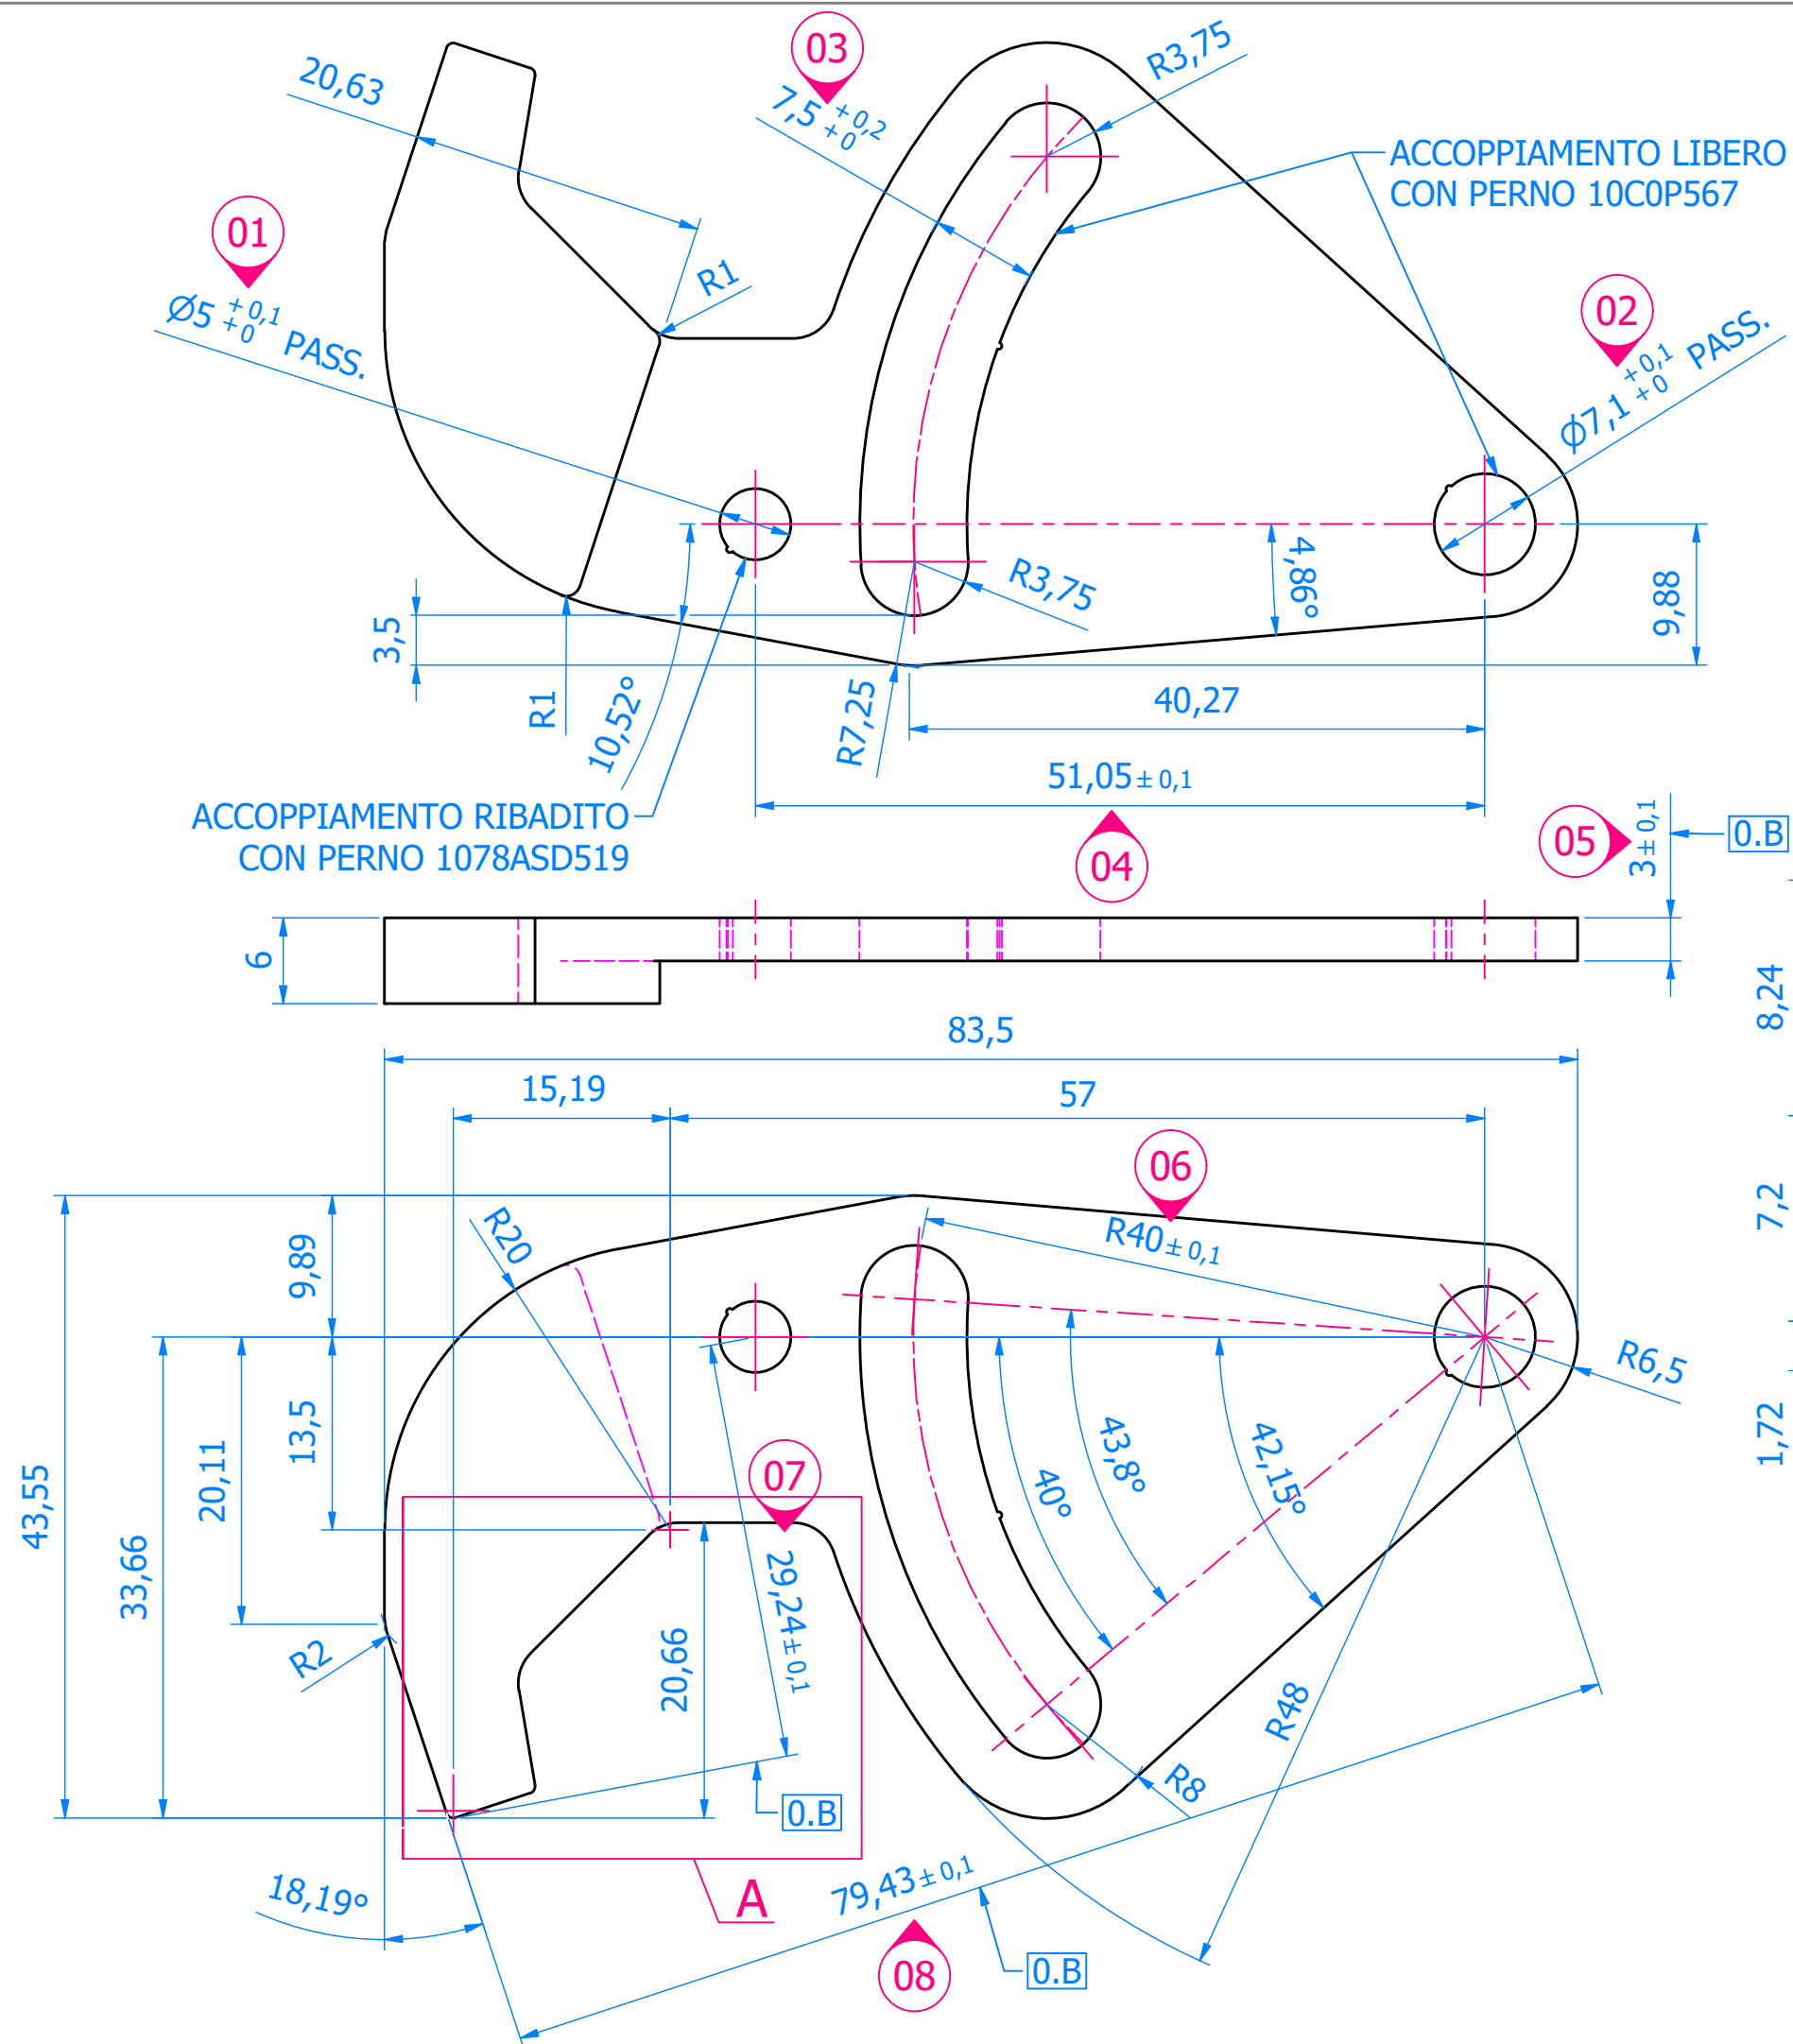 03
R3,75
20,63
7,5 +0,2 +0
ACCOPPIAMENTO LIBERO
CON PERNO 10C0P567
01
R1
02
Ø5 +0,1 +0 PASS.
ϕ7,1 +0,1 +0 PASS.
R3,75
4,86°
9,88
3,5
R1
10,52°
R7,25
40,27
51,05±0,1
ACCOPPIAMENTO RIBADITO
CON PERNO 1078ASD519
04
05
3±0,1
0.B
6
8,24
83,5
15,19
57
06
R20
R40±0,1
9,89
7,2
R6,5
13,5
20,11
43,55
33,66
07
40°
43,8°
42,15°
1,72
29,24±0,1
R2
20,66
R48
R8
0.B
18,19°
A
79,43±0,1
0.B
08